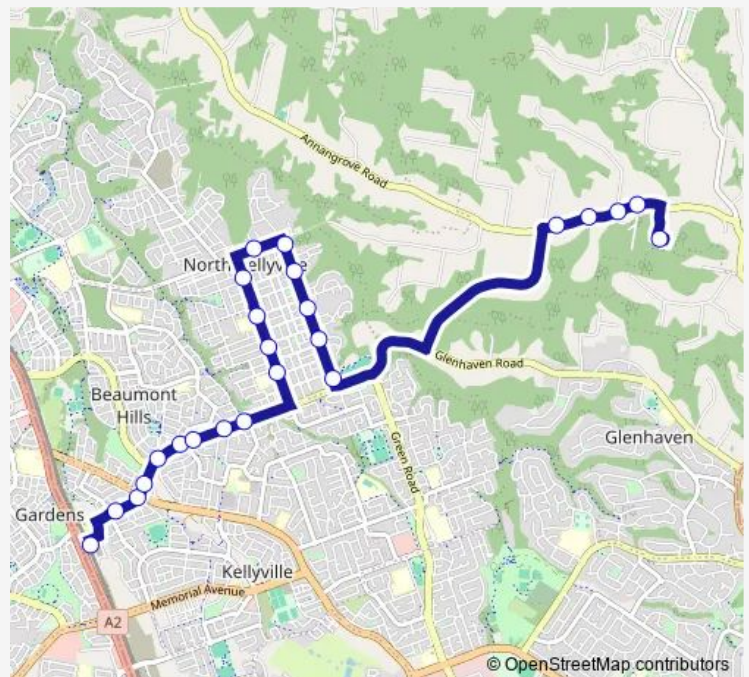 Annangrove Road
North Kellyville
Glenhaven Road
Beaumont
Hills
Glenhaven
Green Road
Gardens
Kellyville
Memorial Avenue
A2
© OpenStreetMap contributors